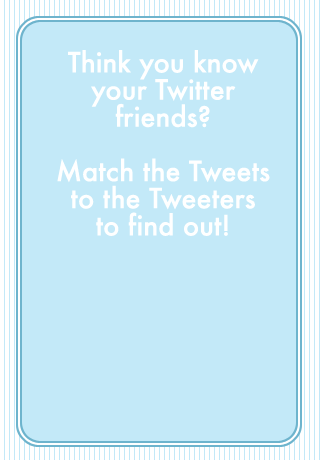 Think you know
your Twitter
friends?
Match the Tweets
to the Tweeters
to find out!